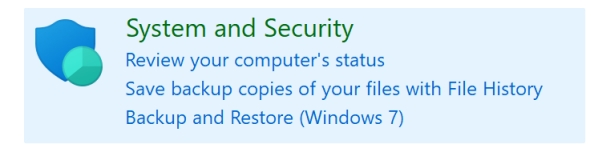 System and Security
Review your computer's status
Save backup copies of your files with File History
Backup and Restore (Windows 7)